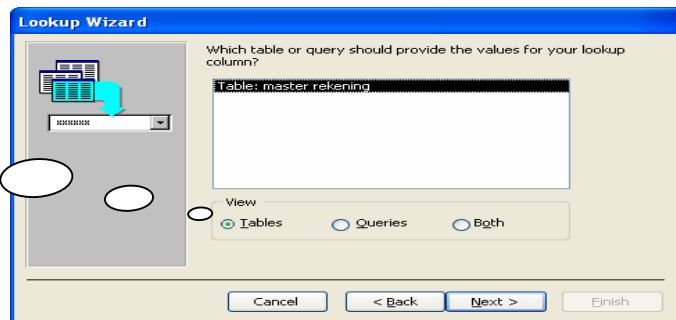 Lookup Wizard
Which table or query should provide the values for your lookup
column?
Table: master rekening
xxxxxx
View
Tables
Queries
Both
Cancel
< Back
Next >
Finish